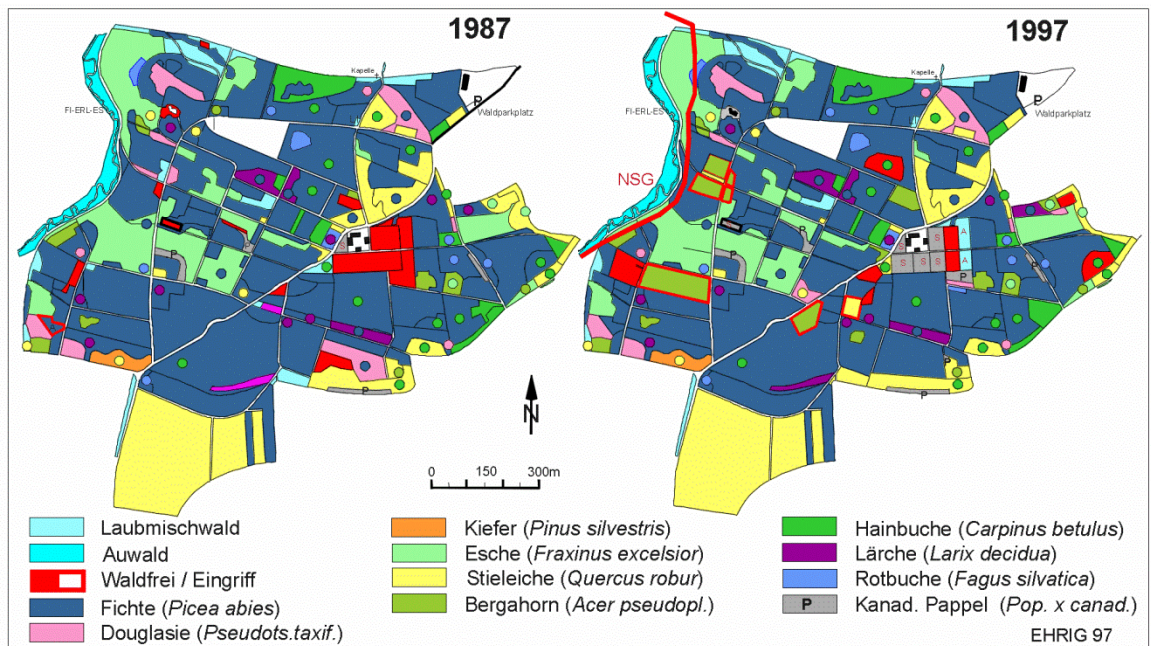 1987
Kapelle
P
Waldparkplatz
FI-ERL-ES
P
P
P
1997
Kapelle
P
Waldparkplatz
FI-ERL-ES
NSG
S
A
S S S A
P
P
P
P
P
N
0 150 300m
Laubmischwald
Auwald
Waldfrei / Eingriff
Fichte (Picea abies)
Douglasie (Pseudots.taxif.)
Kiefer (Pinus silvestris)
Esche (Fraxinus excelsior)
Stieleiche (Quercus robur)
Bergahorn (Acer pseudopl.)
Hainbuche (Carpinus betulus)
Lärche (Larix decidua)
Rotbuche (Fagus silvatica)
P Kanad. Pappel (Pop. x canad.)
EHRIG 97